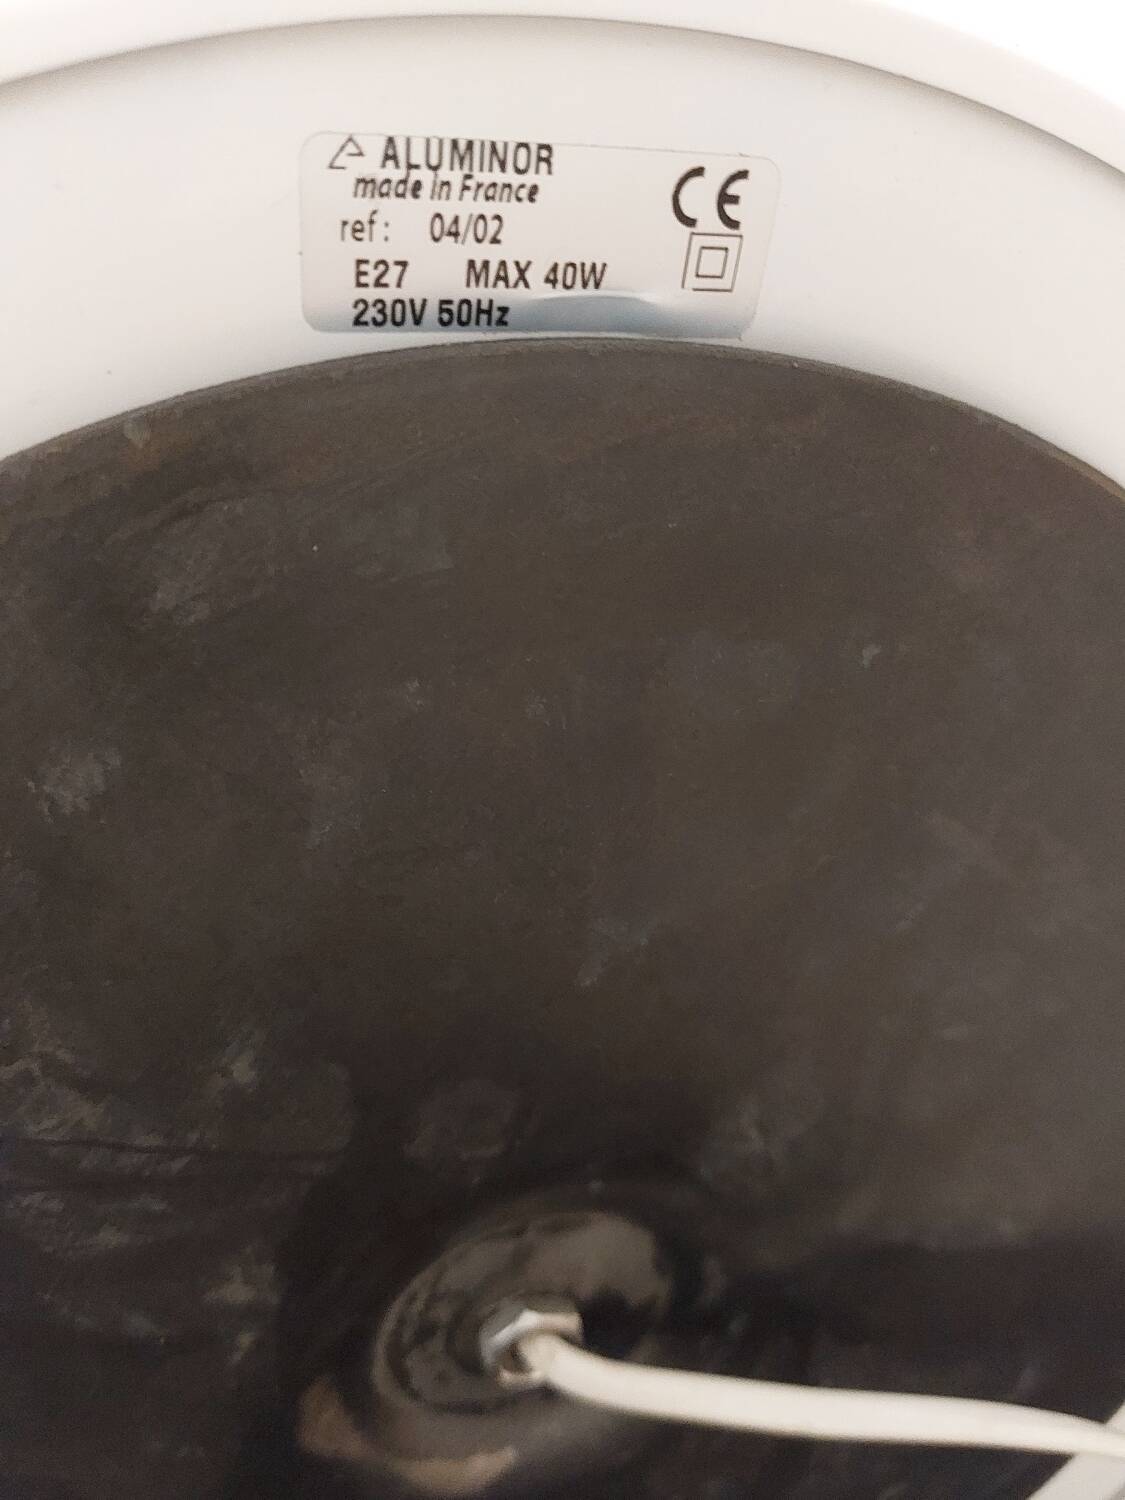 ALUMINOR
made in France
ref: 04/02
E27 MAX 40W
230V 50Hz
CE